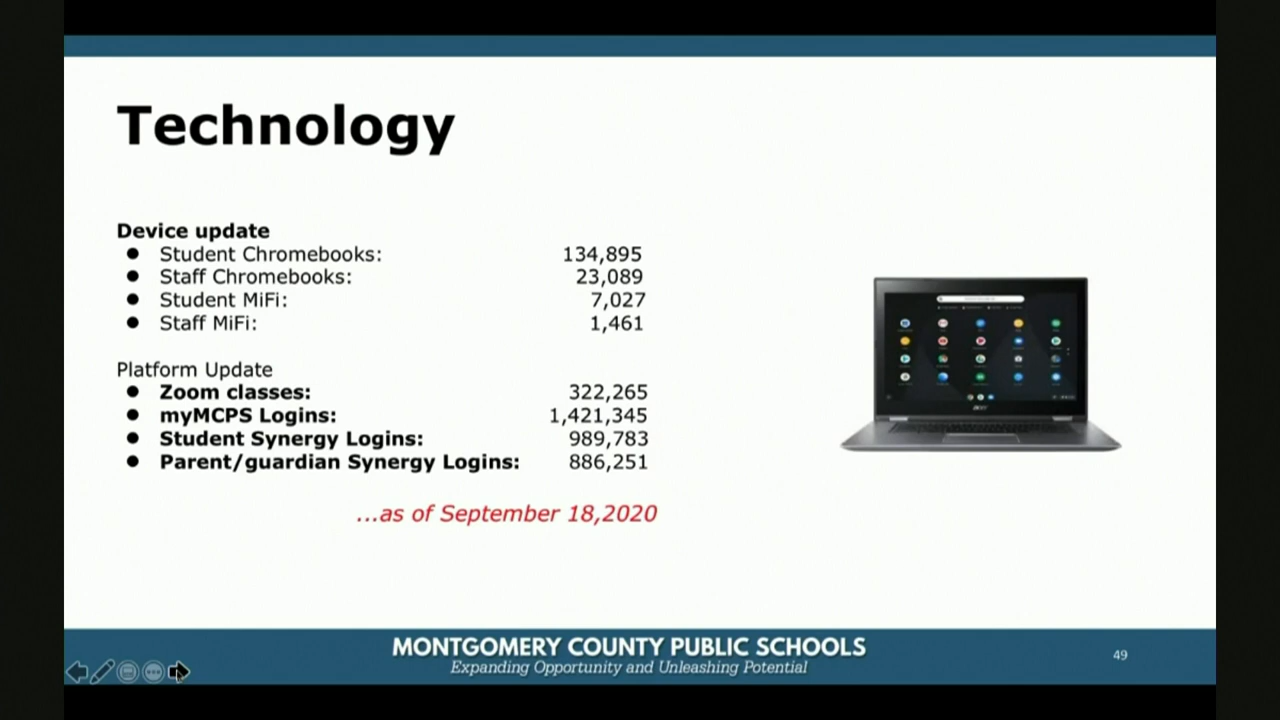 Technology
Device update
● Student Chromebooks: 134,895
● Staff Chromebooks: 23,089
● Student MiFi: 7,027
● Staff MiFi: 1,461
Platform Update
● Zoom classes: 322,265
● myMCPS Logins: 1,421,345
● Student Synergy Logins: 989,783
● Parent/guardian Synergy Logins: 886,251
...as of September 18,2020
acer
MONTGOMERY COUNTY PUBLIC SCHOOLS
Expanding Opportunity and Unleashing Potential
49